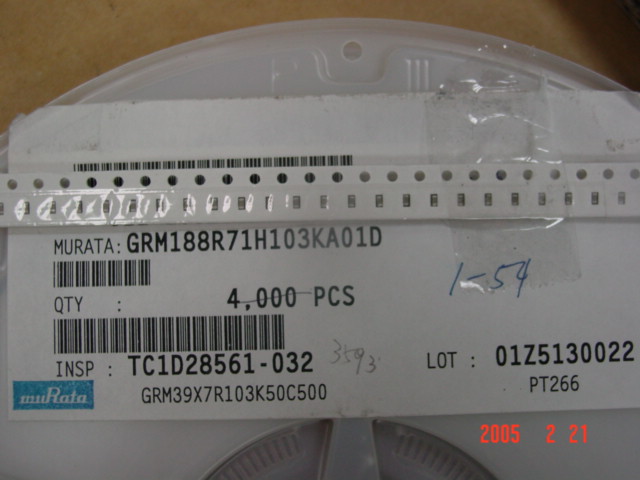 MURATA: GRM188R71H103KA01D
QTY : 4,000 PCS
1-54
INSP : TC1D28561-032 3593
LOT : 01Z5130022
muRata
GRM39X7R103K50C500
PT266
2005 2 21